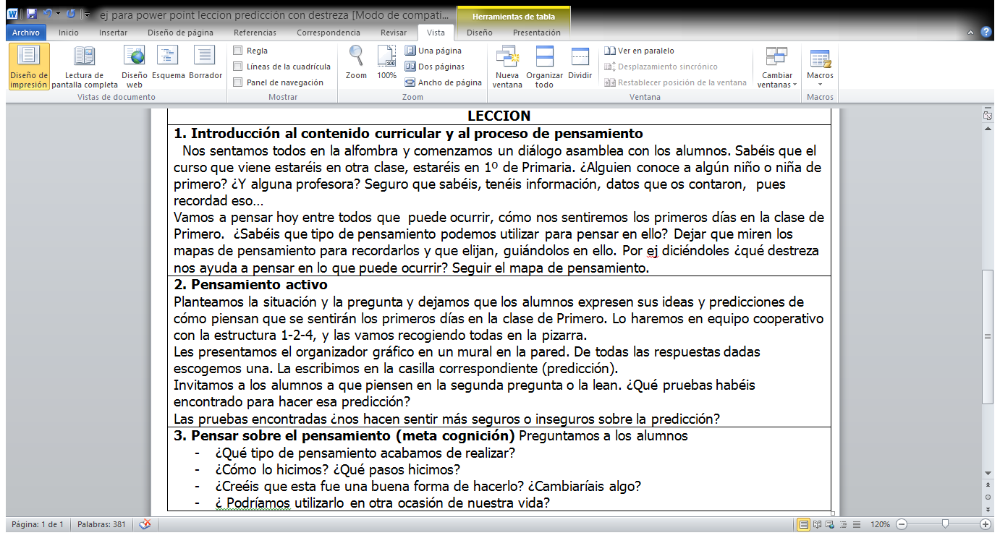 ej para power point leccion predicción con destreza [Modo de compati...
Herramientas de tabla
Archivo Inicio Insertar Diseño de página Referencias Correspondencia Revisar Vista Diseño Presentación
Diseño de impresión
Lectura de pantalla completa
Diseño web
Esquema
Borrador
Vistas de documento
Regla
Líneas de la cuadrícula
Panel de navegación
Mostrar
Zoom
100%
Una página
Dos páginas
Ancho de página
Zoom
Nueva ventana
Organizar todo
Dividir
Ver en paralelo
Desplazamiento sincrónico
Restablecer posición de la ventana
Ventana
Cambiar ventanas
Macros
Macros
LECCION
1. Introducción al contenido curricular y al proceso de pensamiento
Nos sentamos todos en la alfombra y comenzamos un diálogo asamblea con los alumnos. Sabéis que el
curso que viene estaréis en otra clase, estaréis en 1º de Primaria. ¿Alguien conoce a algún niño o niña de
primero? ¿Y alguna profesora? Seguro que sabéis, tenéis información, datos que os contaron, pues
recordad eso...
Vamos a pensar hoy entre todos que puede ocurrir, cómo nos sentiremos los primeros días en la clase de
Primero. ¿Sabéis que tipo de pensamiento podemos utilizar para pensar en ello? Dejar que miren los
mapas de pensamiento para recordarlos y que elijan, guiándolos en ello. Por ej diciéndoles ¿qué destreza
nos ayuda a pensar en lo que puede ocurrir? Seguir el mapa de pensamiento.
2. Pensamiento activo
Planteamos la situación y la pregunta y dejamos que los alumnos expresen sus ideas y predicciones de
cómo piensan que se sentirán los primeros días en la clase de Primero. Lo haremos en equipo cooperativo
con la estructura 1-2-4, y las vamos recogiendo todas en la pizarra.
Les presentamos el organizador gráfico en un mural en la pared. De todas las respuestas dadas
escogemos una. La escribimos en la casilla correspondiente (predicción).
Invitamos a los alumnos a que piensen en la segunda pregunta o la lean. ¿Qué pruebas habéis
encontrado para hacer esa predicción?
Las pruebas encontradas ¿nos hacen sentir más seguros o inseguros sobre la predicción?
3. Pensar sobre el pensamiento (meta cognición) Preguntamos a los alumnos
- ¿Qué tipo de pensamiento acabamos de realizar?
- ¿Cómo lo hicimos? ¿Qué pasos hicimos?
- ¿Creéis que esta fue una buena forma de hacerlo? ¿Cambiaríais algo?
- ¿ Podríamos utilizarlo en otra ocasión de nuestra vida?
Página: 1 de 1 Palabras: 381 120%